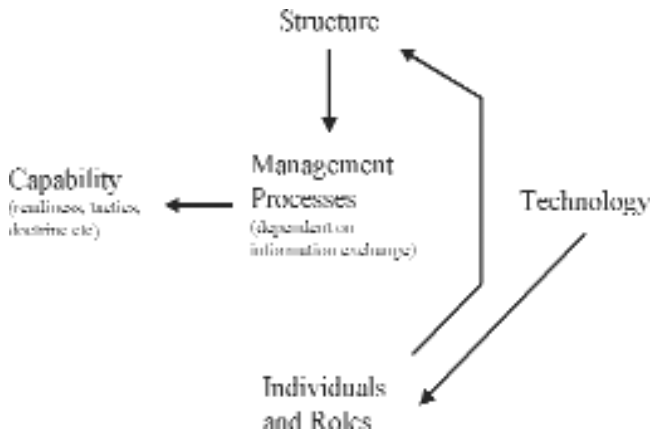 Structure
Management
Processes
(dependent on
information exchange)
Capability
(readiness, tactics,
doctrine etc)
Technology
Individuals
and Roles